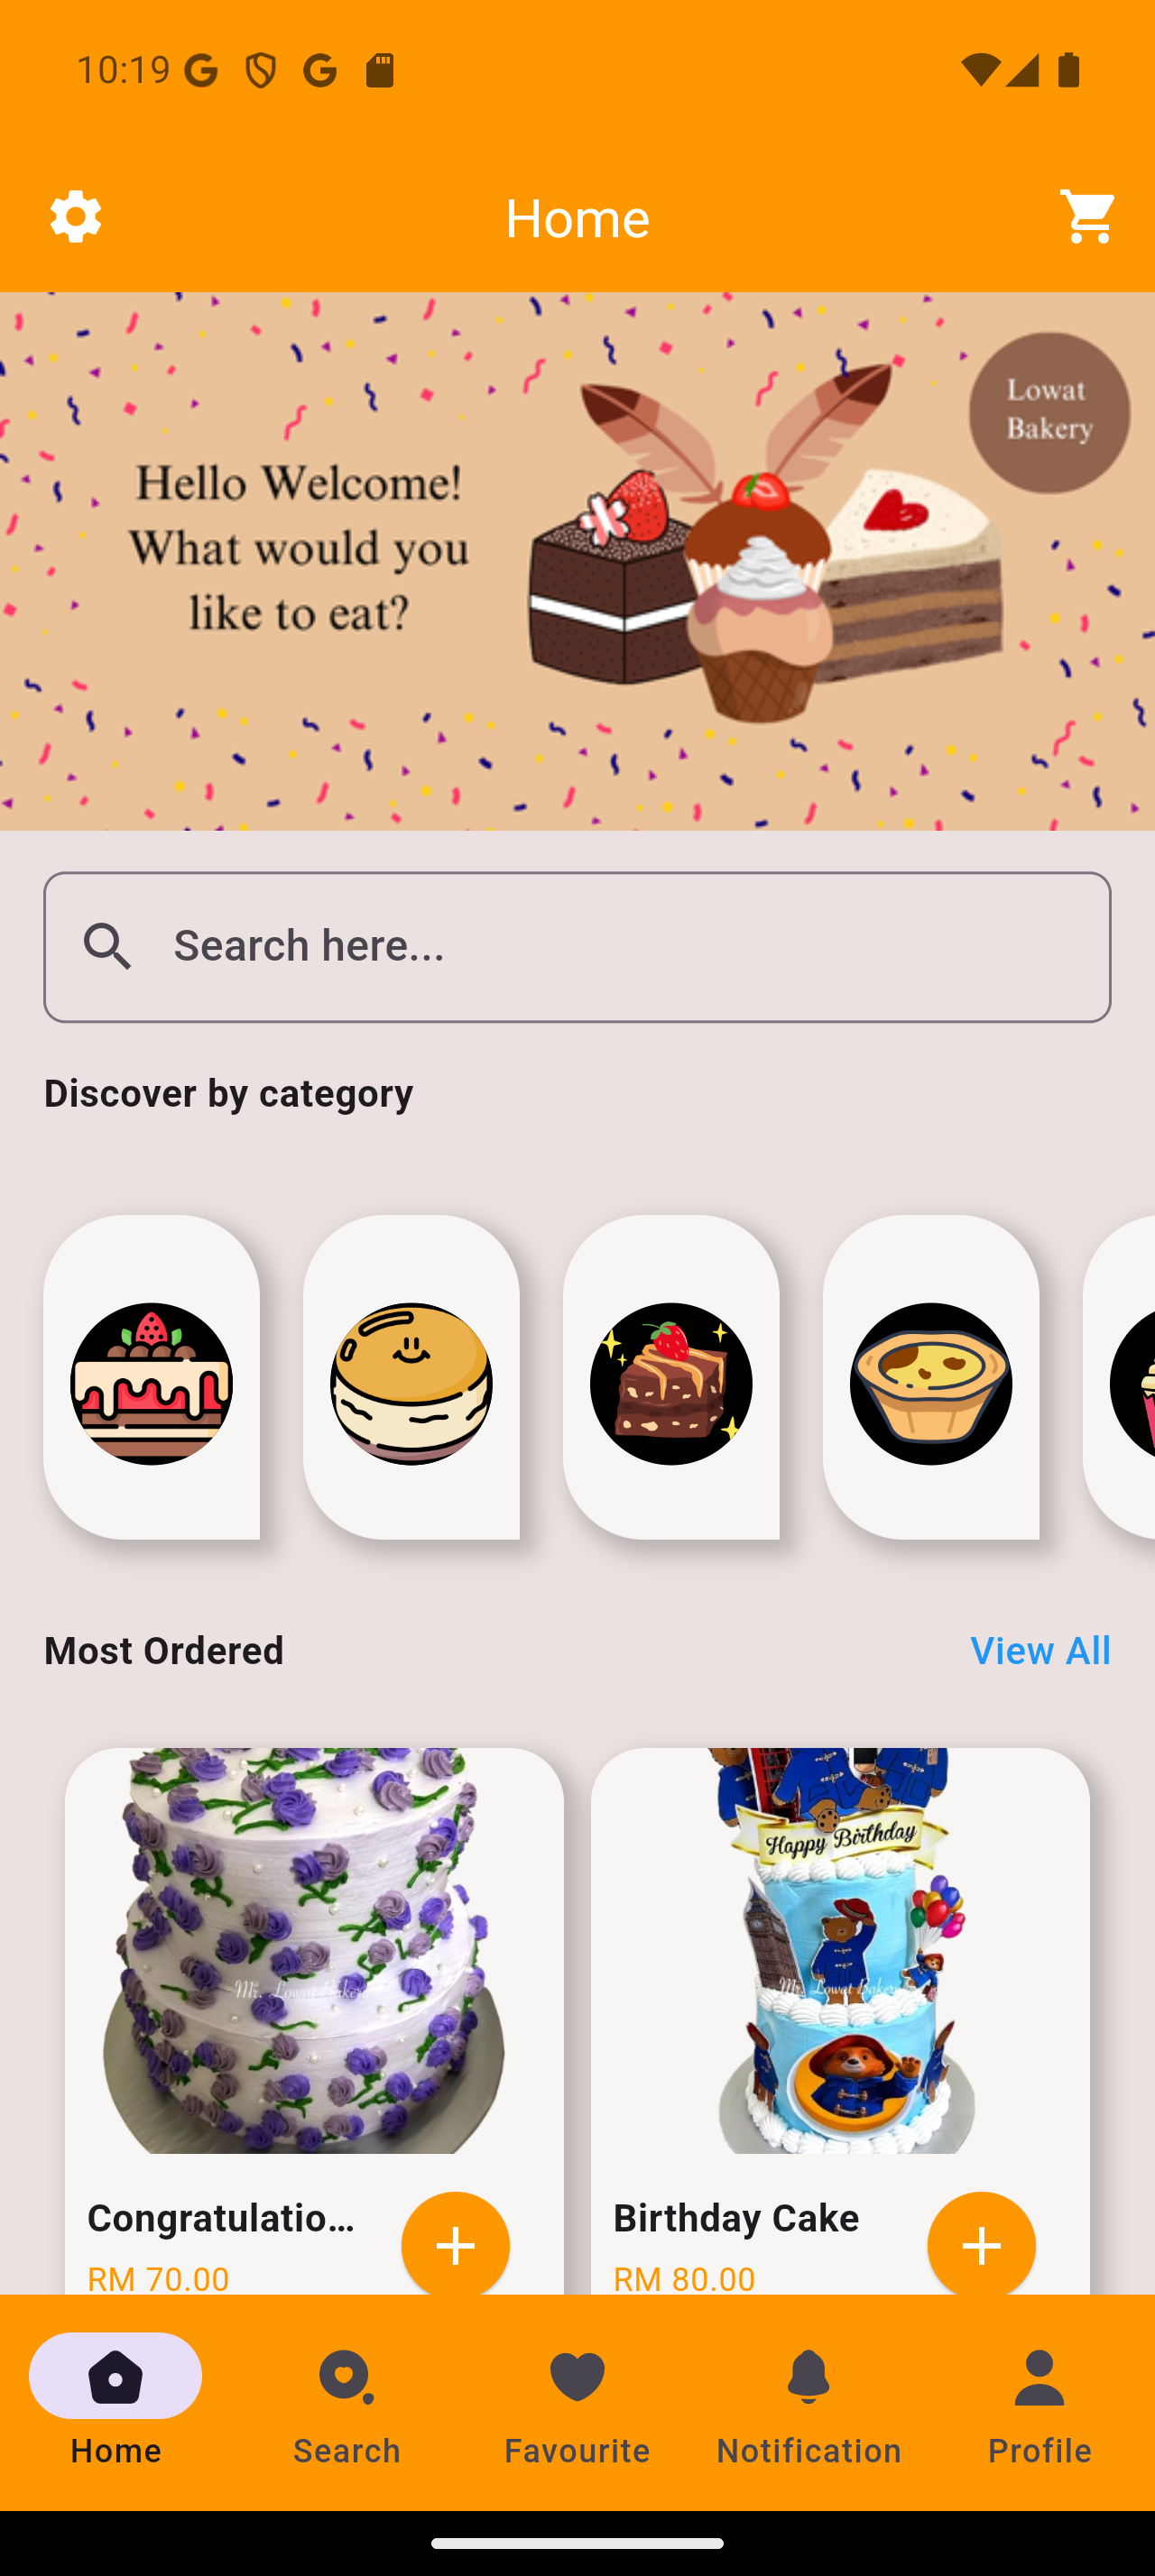 10:19
Home
Lowat
Bakery
Hello Welcome!
What would you
like to eat?
Search here...
Discover by category
Most Ordered
View All
Happy Birthday
Mr. Lowat Bakery
Mr. Lowat Bakery
Congratulatio...
Birthday Cake
RM 70.00
RM 80.00
Home
Search
Favourite
Notification
Profile